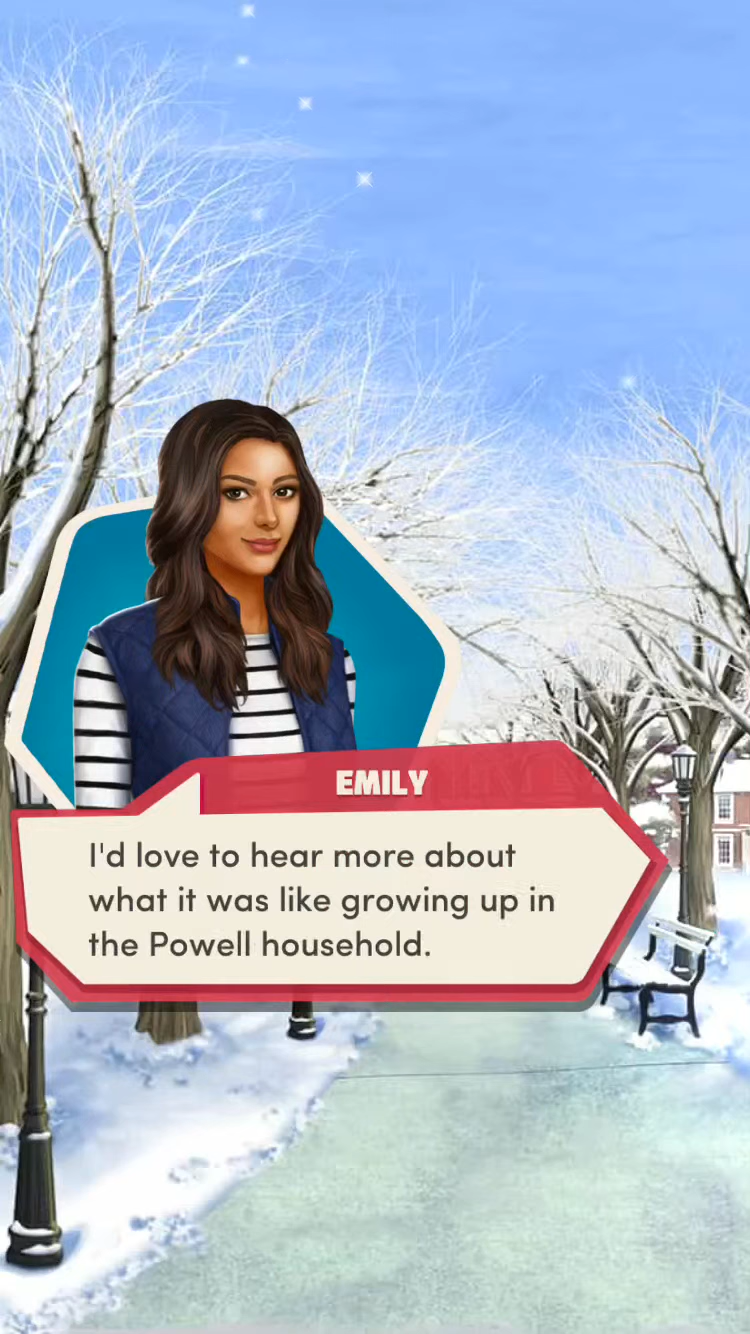 EMILY
I'd love to hear more about
what it was like growing up in
the Powell household.